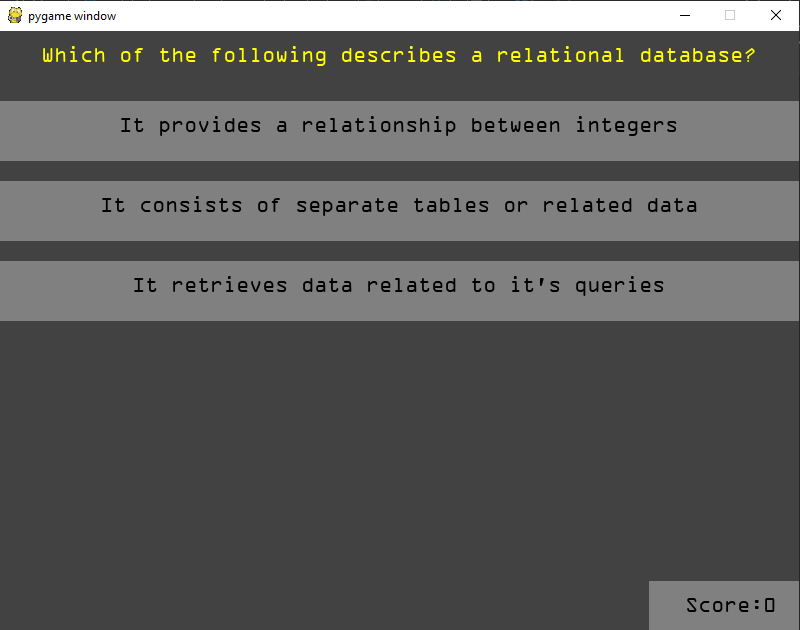 pygame window
Which of the following describes a relational database?
It provides a relationship between integers
It consists of separate tables or related data
It retrieves data related to it's queries
Score:0